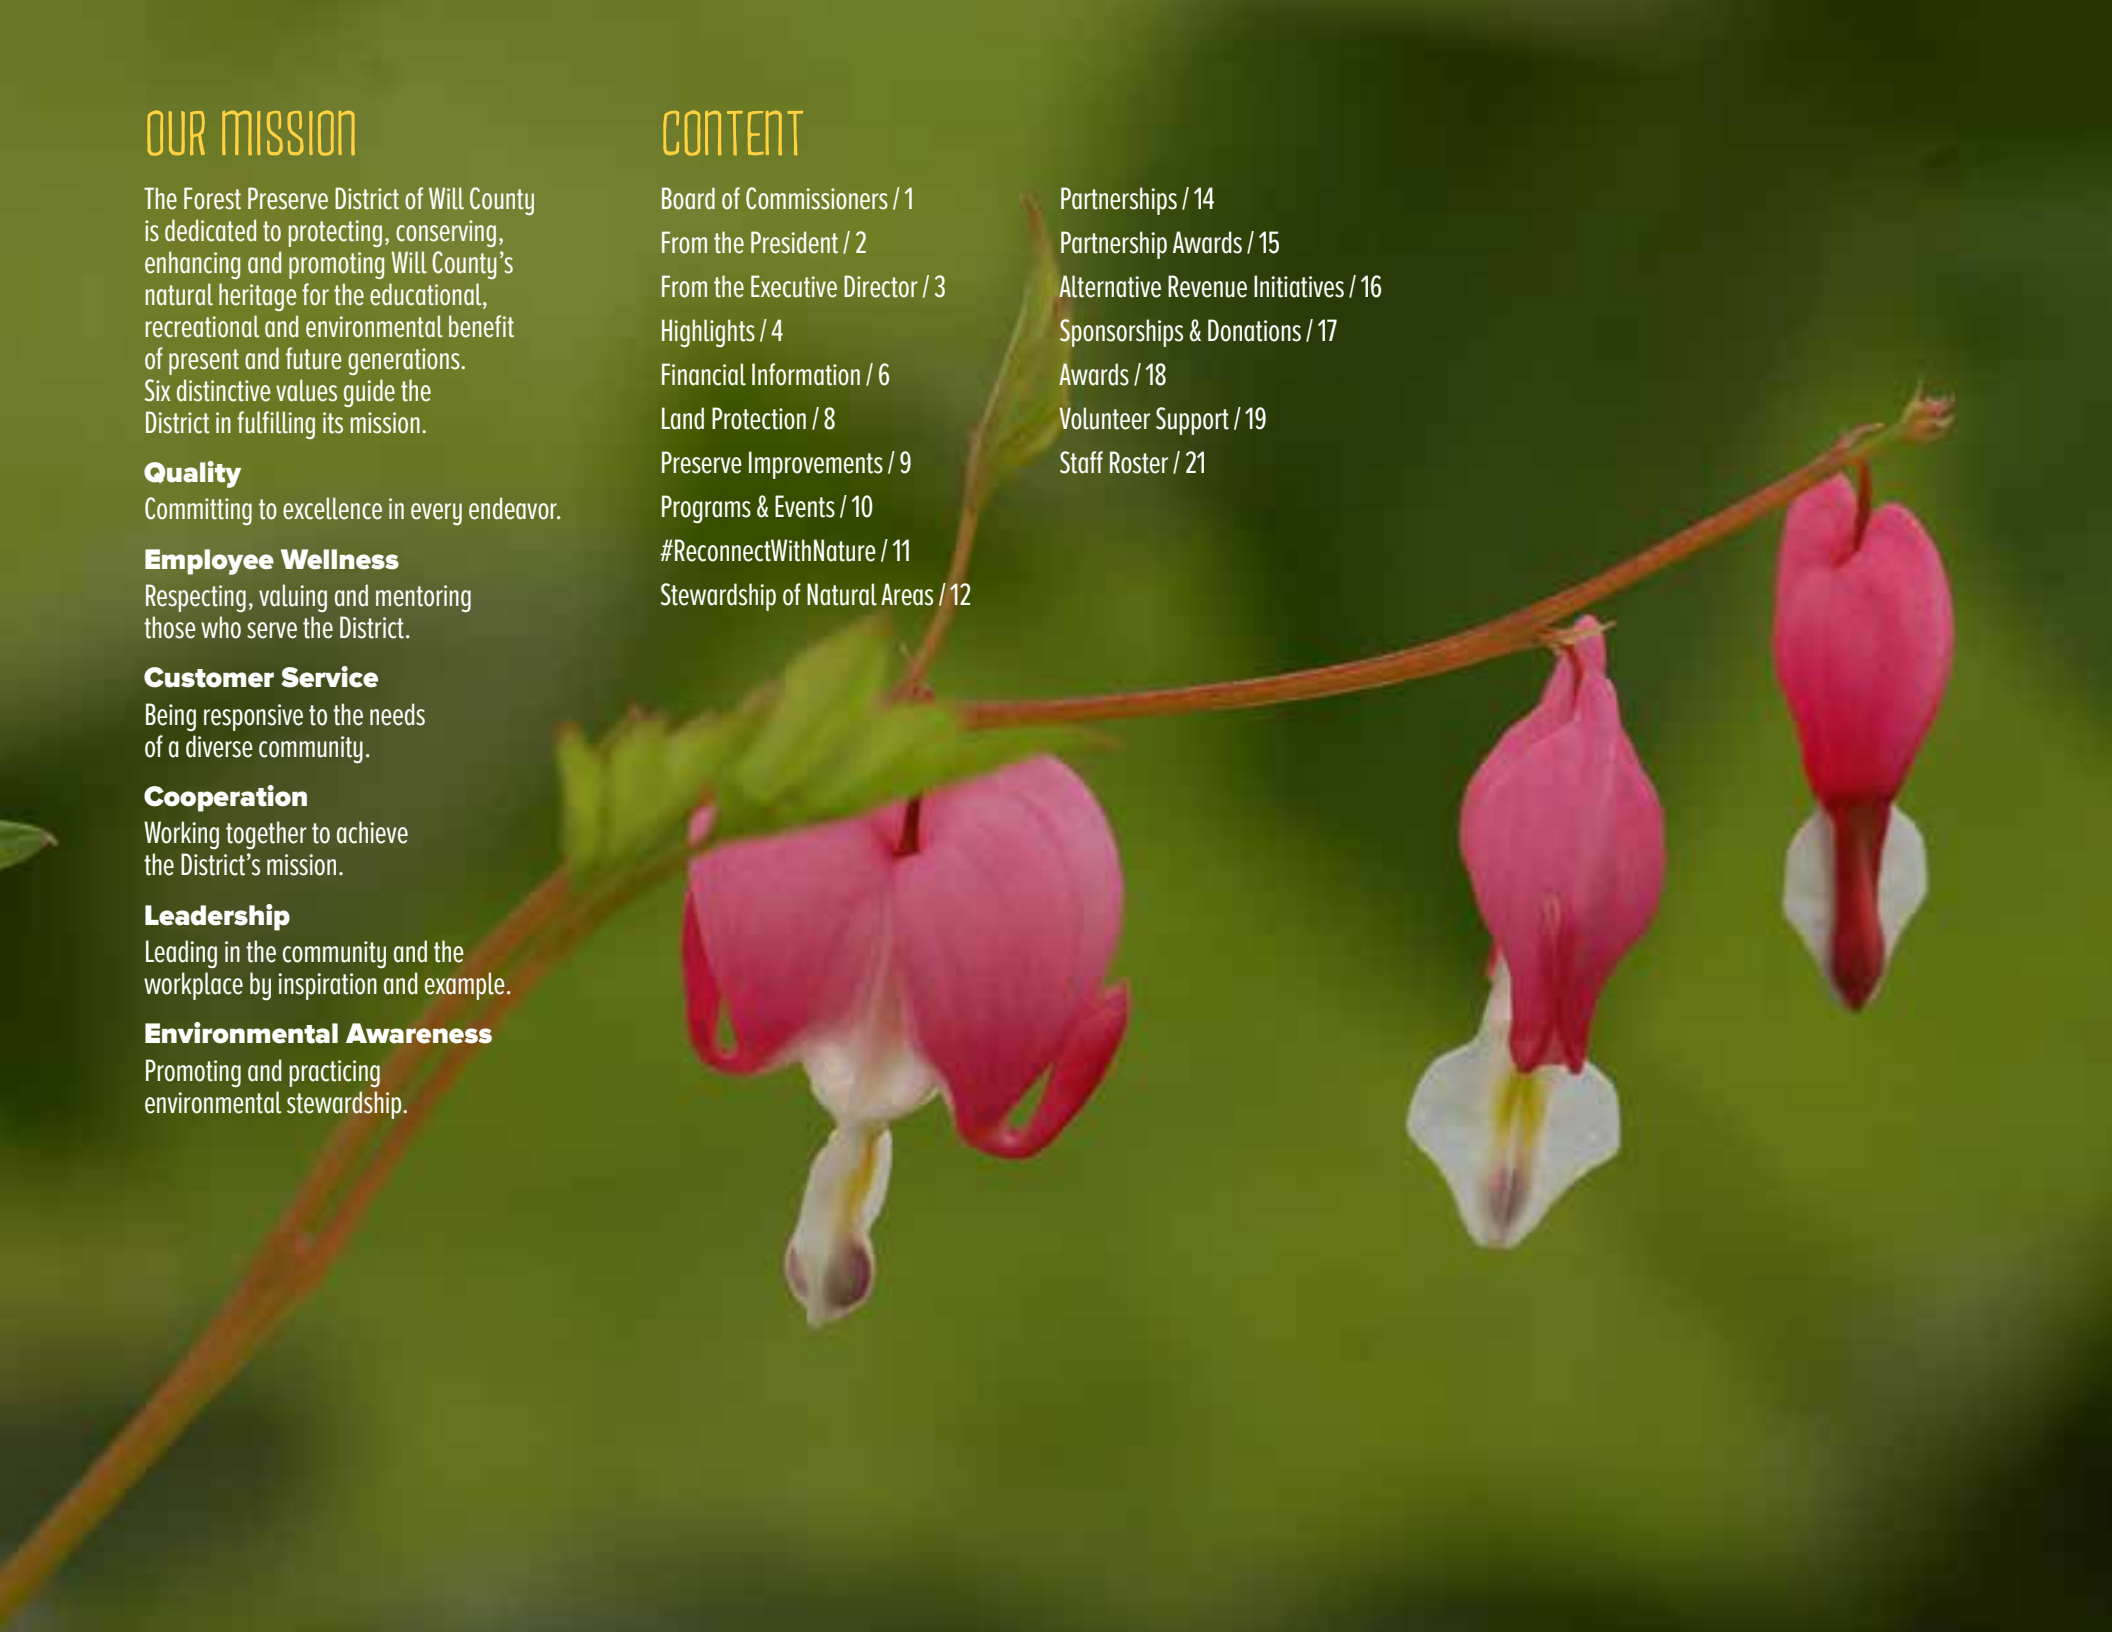 OUR MISSION
The Forest Preserve District of Will County
is dedicated to protecting, conserving,
enhancing and promoting Will County’s
natural heritage for the educational,
recreational and environmental benefit
of present and future generations.
Six distinctive values guide the
District in fulfilling its mission.
Quality
Committing to excellence in every endeavor.
Employee Wellness
Respecting, valuing and mentoring
those who serve the District.
Customer Service
Being responsive to the needs
of a diverse community.
Cooperation
Working together to achieve
the District’s mission.
Leadership
Leading in the community and the
workplace by inspiration and example.
Environmental Awareness
Promoting and practicing
environmental stewardship.
CONTENT
Board of Commissioners / 1
From the President / 2
From the Executive Director / 3
Highlights / 4
Financial Information / 6
Land Protection / 8
Preserve Improvements / 9
Programs & Events / 10
#ReconnectWithNature / 11
Stewardship of Natural Areas / 12
Partnerships / 14
Partnership Awards / 15
Alternative Revenue Initiatives / 16
Sponsorships & Donations / 17
Awards / 18
Volunteer Support / 19
Staff Roster / 21